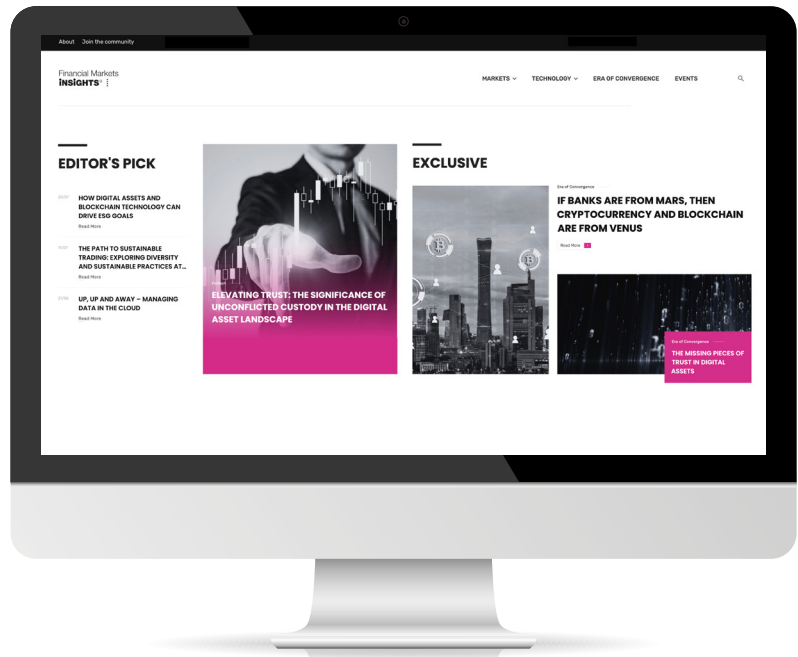 About Join the community
Financial Markets
iNSiGHTS
MARKETS
TECHNOLOGY
ERA OF CONVERGENCE
EVENTS
EDITOR'S PICK
HOW DIGITAL ASSETS AND
BLOCKCHAIN TECHNOLOGY CAN
DRIVE ESG GOALS
Read More
THE PATH TO SUSTAINABLE
TRADING: EXPLORING DIVERSITY
AND SUSTAINABLE PRACTICES AT...
Read More
UP, UP AND AWAY – MANAGING
DATA IN THE CLOUD
Read More
ELEVATING TRUST: THE SIGNIFICANCE OF
UNCONFLICTED CUSTODY IN THE DIGITAL
ASSET LANDSCAPE
EXCLUSIVE
Era of Convergence
IF BANKS ARE FROM MARS, THEN
CRYPTOCURRENCY AND BLOCKCHAIN
ARE FROM VENUS
Read More
Era of Convergence
THE MISSING PIECES OF
TRUST IN DIGITAL
ASSETS